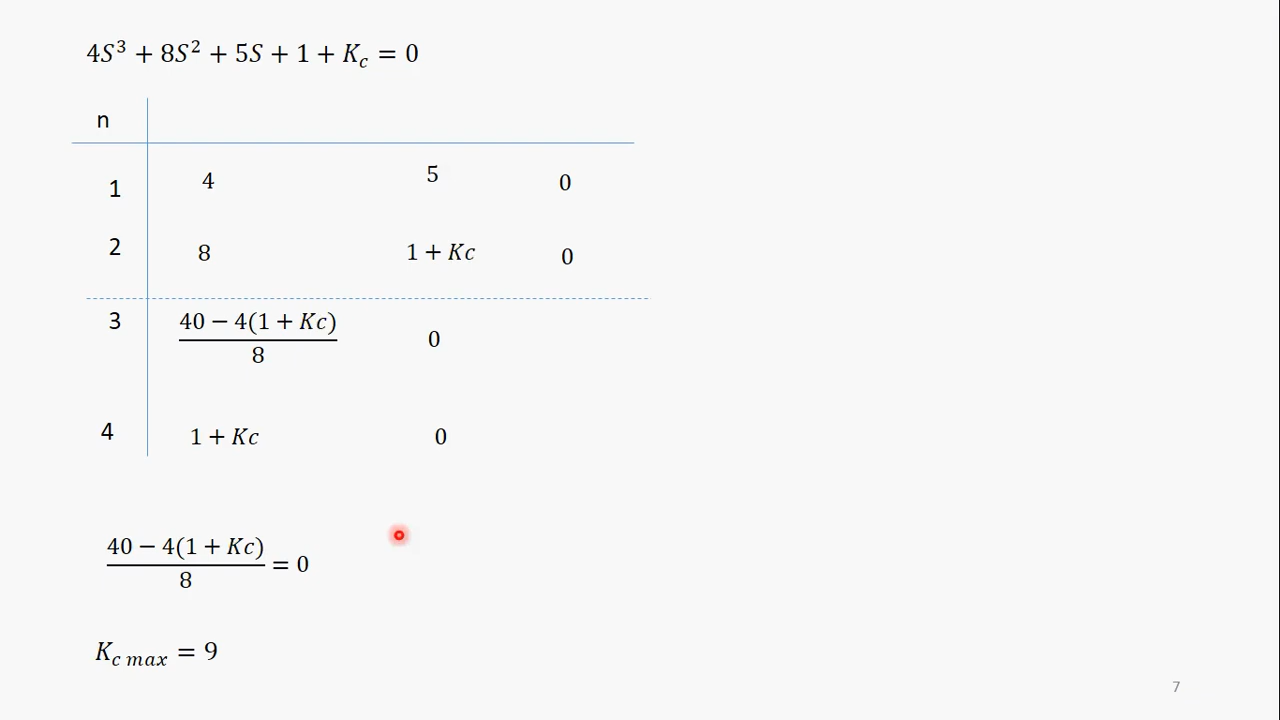 4S³ + 8S² + 5S + 1 + K_c = 0
n
1 4 5 0
2 8 1 + Kc 0
3 (40 − 4(1 + Kc))/8 0
4 1 + Kc 0
(40 − 4(1 + Kc))/8 = 0
K_{c max} = 9
7